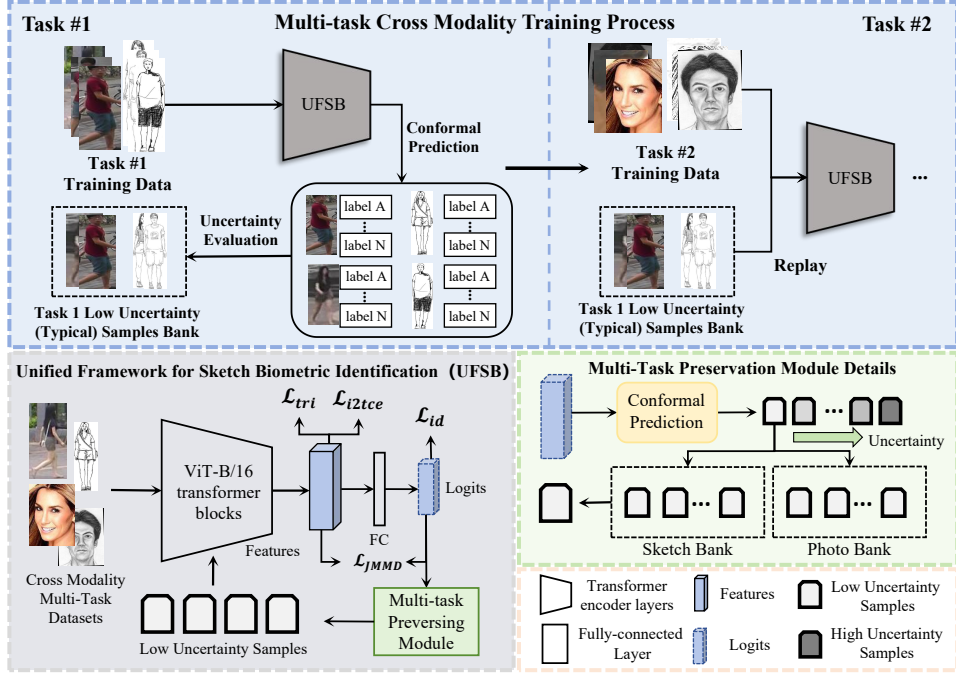 Task #1
Multi-task Cross Modality Training Process
Task #2
UFSB
Conformal
Prediction
Task #1
Training Data
Uncertainty
Evaluation
label A
label N
label A
label N
label A
label N
label A
label N
Task 1 Low Uncertainty
(Typical) Samples Bank
Task #2
Training Data
UFSB
...
Replay
Task 1 Low Uncertainty
(Typical) Samples Bank
Unified Framework for Sketch Biometric Identification（UFSB）
ℒtri
ℒi2tce
ℒid
ViT-B/16
transformer
blocks
Logits
FC
Features
ℒJMMD
Cross Modality
Multi-Task
Datasets
Low Uncertainty Samples
Multi-task
Preversing
Module
Multi-Task Preservation Module Details
Logits
Conformal
Prediction
...
Uncertainty
...
...
Sketch Bank
Photo Bank
Transformer
encoder layers
Features
Low Uncertainty
Samples
Fully-connected
Layer
Logits
High Uncertainty
Samples